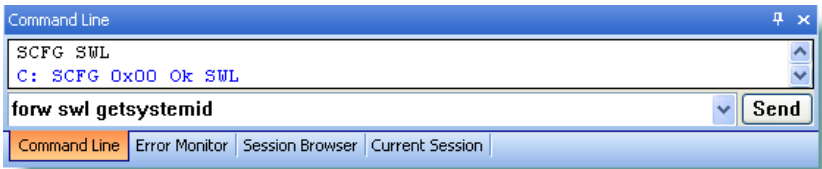 Command Line
SCFG SWL
C: SCFG 0x00 Ok SWL
forw swl getsystemid
Send
Command Line
Error Monitor
Session Browser
Current Session